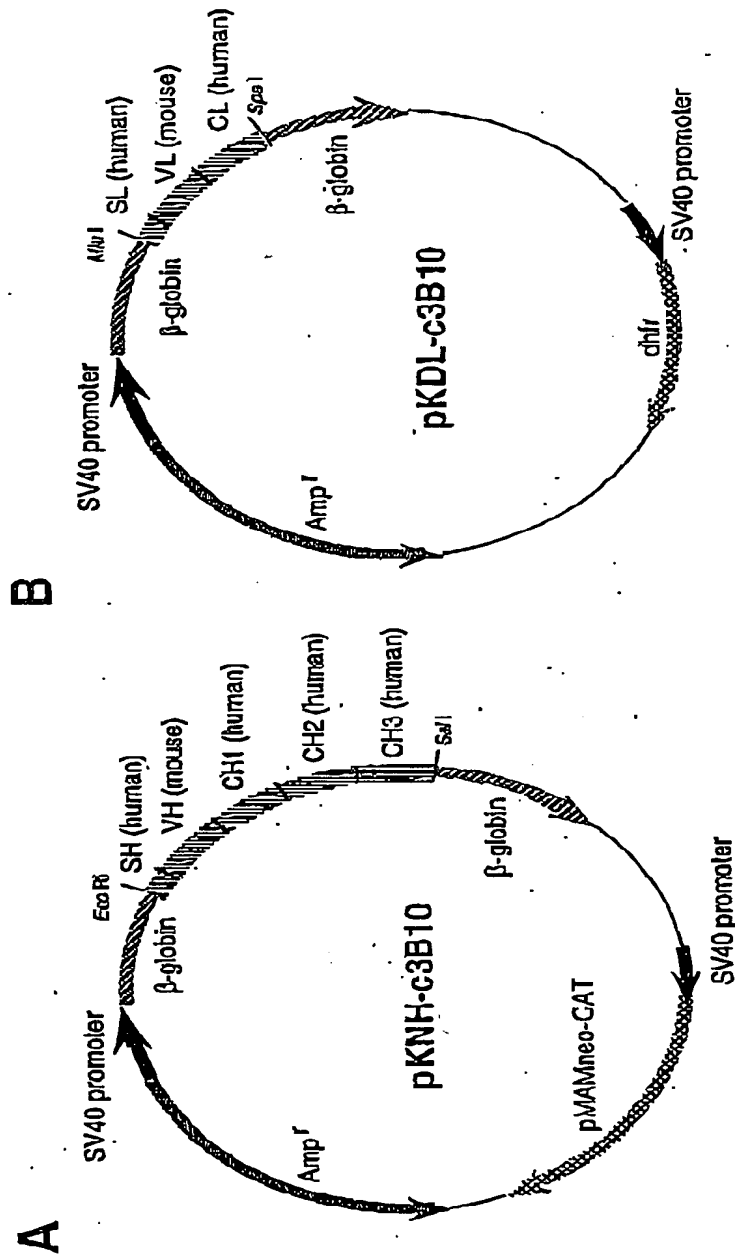 A
SV40 promoter
β-globin
EcoRI
SH (human)
VH (mouse)
CH1 (human)
CH2 (human)
CH3 (human)
SalI
β-globin
SV40 promoter
pMAMneo-CAT
Ampr
pKNH-c3B10
B
SV40 promoter
β-globin
MluI
SL (human)
VL (mouse)
CL (human)
SpeI
β-globin
SV40 promoter
dhfr
Ampr
pKDL-c3B10